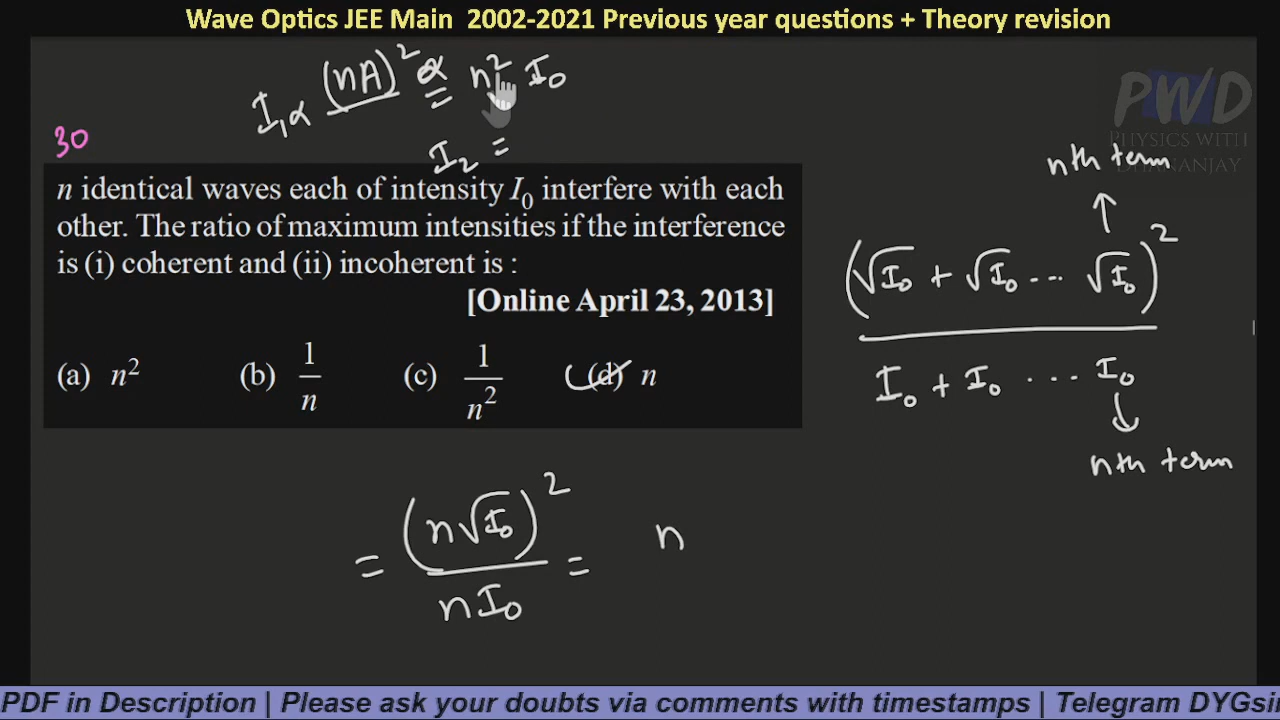 Wave Optics JEE Main 2002-2021 Previous year questions + Theory revision
I₁ ∝ (nA)² ∝ n² I₀
I₂ =
30
n identical waves each of intensity I₀ interfere with each
other. The ratio of maximum intensities if the interference
is (i) coherent and (ii) incoherent is :
[Online April 23, 2013]
(a) n² (b) 1/n (c) 1/n² (d) n
PWD
PHYSICS WITH
DHANANJAY
nth term
(√I₀ + √I₀ --- √I₀)²
I₀ + I₀ ---- I₀
nth term
= (n√I₀)² / nI₀ = n
PDF in Description | Please ask your doubts via comments with timestamps | Telegram DYGsi